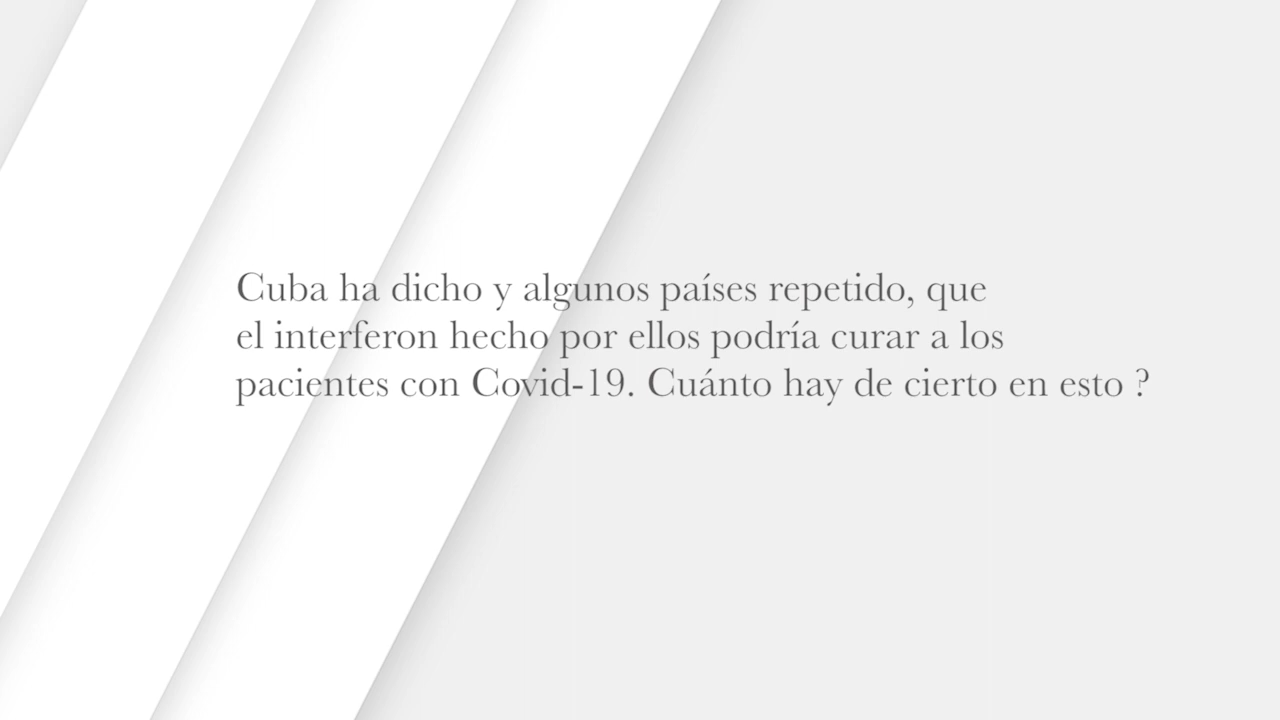 Cuba ha dicho y algunos países repetido, que
el interferon hecho por ellos podría curar a los
pacientes con Covid-19. Cuánto hay de cierto en esto ?